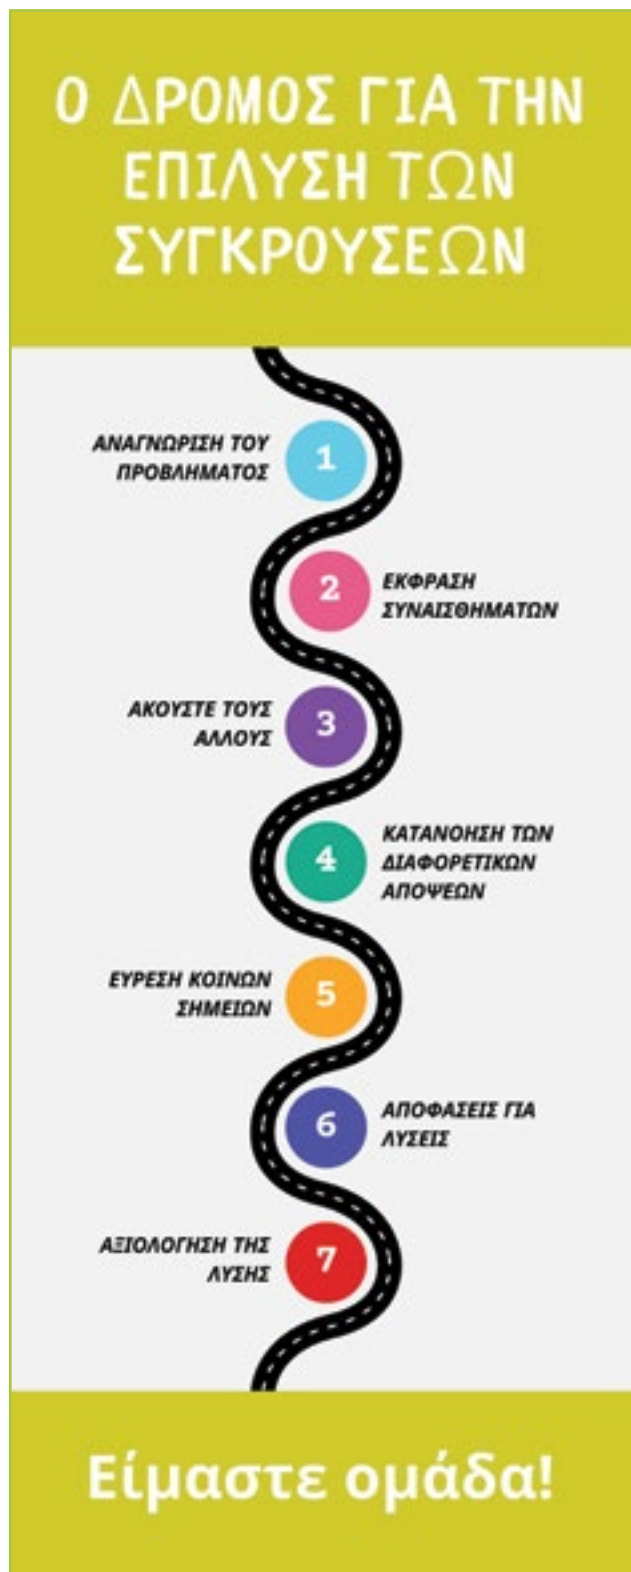 Ο ΔΡΟΜΟΣ ΓΙΑ ΤΗΝ
ΕΠΙΛΥΣΗ ΤΩΝ
ΣΥΓΚΡΟΥΣΕΩΝ
ΑΝΑΓΝΩΡΙΣΗ ΤΟΥ
ΠΡΟΒΛΗΜΑΤΟΣ
1
2
ΕΚΦΡΑΣΗ
ΣΥΝΑΙΣΘΗΜΑΤΩΝ
ΑΚΟΥΣΤΕ ΤΟΥΣ
ΑΛΛΟΥΣ
3
4
ΚΑΤΑΝΟΗΣΗ ΤΩΝ
ΔΙΑΦΟΡΕΤΙΚΩΝ
ΑΠΟΨΕΩΝ
ΕΥΡΕΣΗ ΚΟΙΝΩΝ
ΣΗΜΕΙΩΝ
5
6
ΑΠΟΦΑΣΕΙΣ ΓΙΑ
ΛΥΣΕΙΣ
ΑΞΙΟΛΟΓΗΣΗ ΤΗΣ
ΛΥΣΗΣ
7
Είμαστε ομάδα!